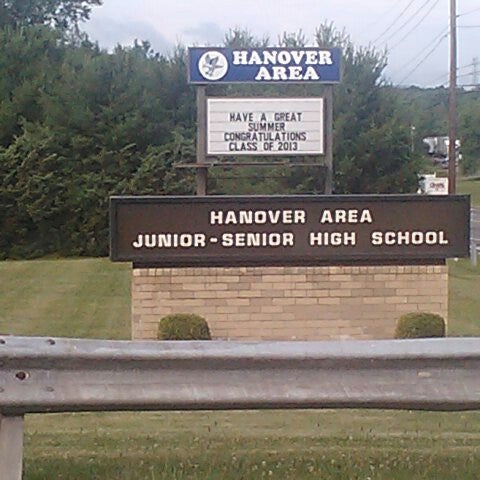 HANOVER
AREA
HAVE A GREAT
SUMMER
CONGRATULATIONS
CLASS OF 2013
HANOVER AREA
JUNIOR-SENIOR HIGH SCHOOL